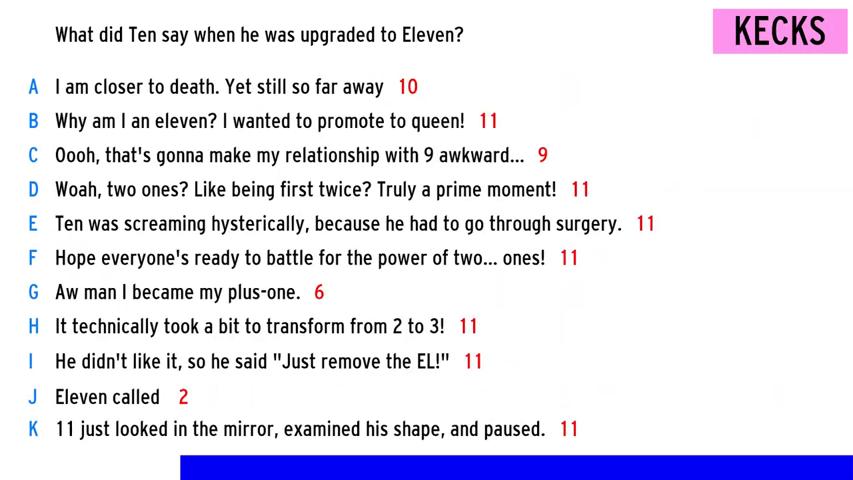 What did Ten say when he was upgraded to Eleven?
KECKS
A I am closer to death. Yet still so far away 10
B Why am I an eleven? I wanted to promote to queen! 11
C Oooh, that's gonna make my relationship with 9 awkward... 9
D Woah, two ones? Like being first twice? Truly a prime moment! 11
E Ten was screaming hysterically, because he had to go through surgery. 11
F Hope everyone's ready to battle for the power of two... ones! 11
G Aw man I became my plus-one. 6
H It technically took a bit to transform from 2 to 3! 11
I He didn't like it, so he said "Just remove the EL!" 11
J Eleven called 2
K 11 just looked in the mirror, examined his shape, and paused. 11